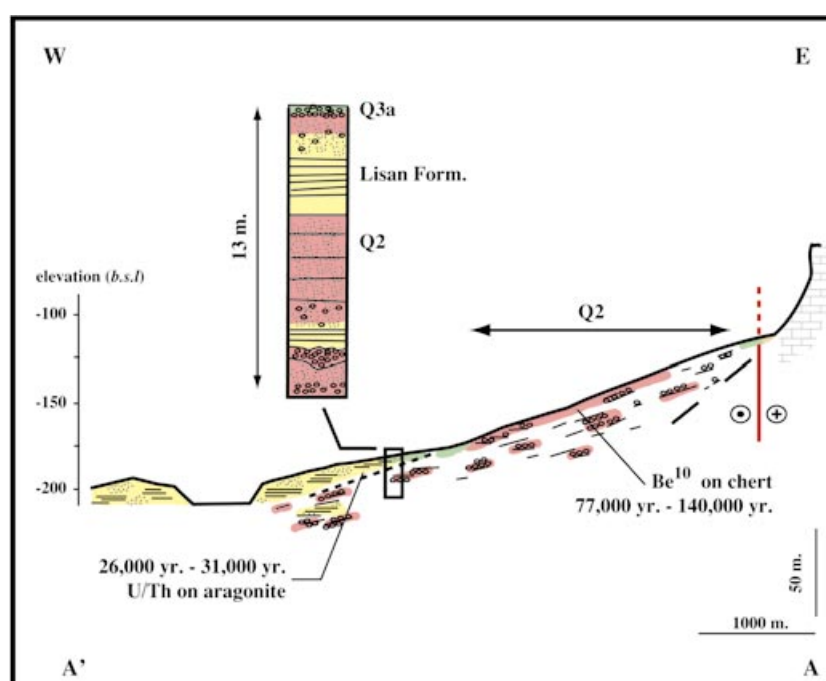 W
E
Q3a
Lisan Form.
13 m.
Q2
elevation (b.s.l)
-100
-150
-200
Q2
Be10 on chert
77,000 yr. - 140,000 yr.
26,000 yr. - 31,000 yr.
U/Th on aragonite
50 m.
1000 m.
A’
A